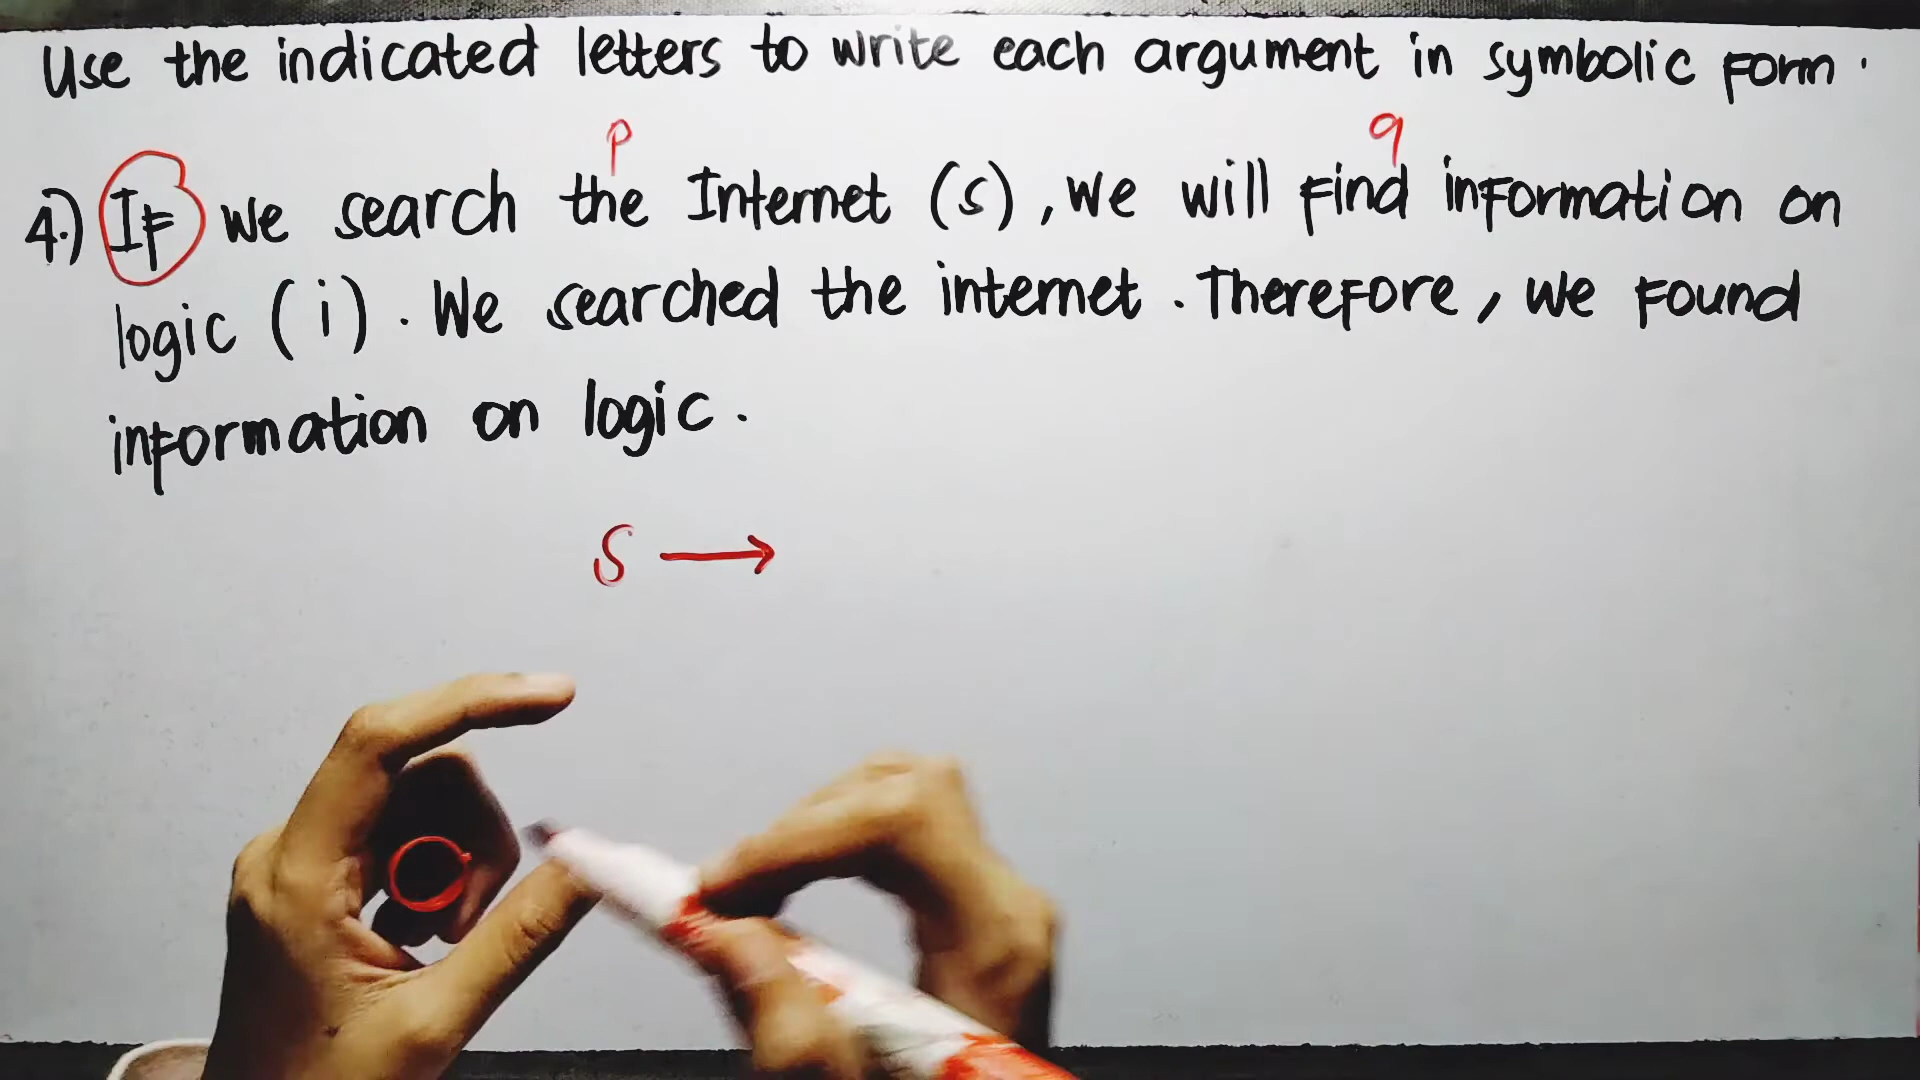 Use the indicated letters to write each argument in symbolic form.
p q
4.) If we search the Internet (s), we will find information on
logic (i). We searched the internet. Therefore, we found
information on logic.
S →